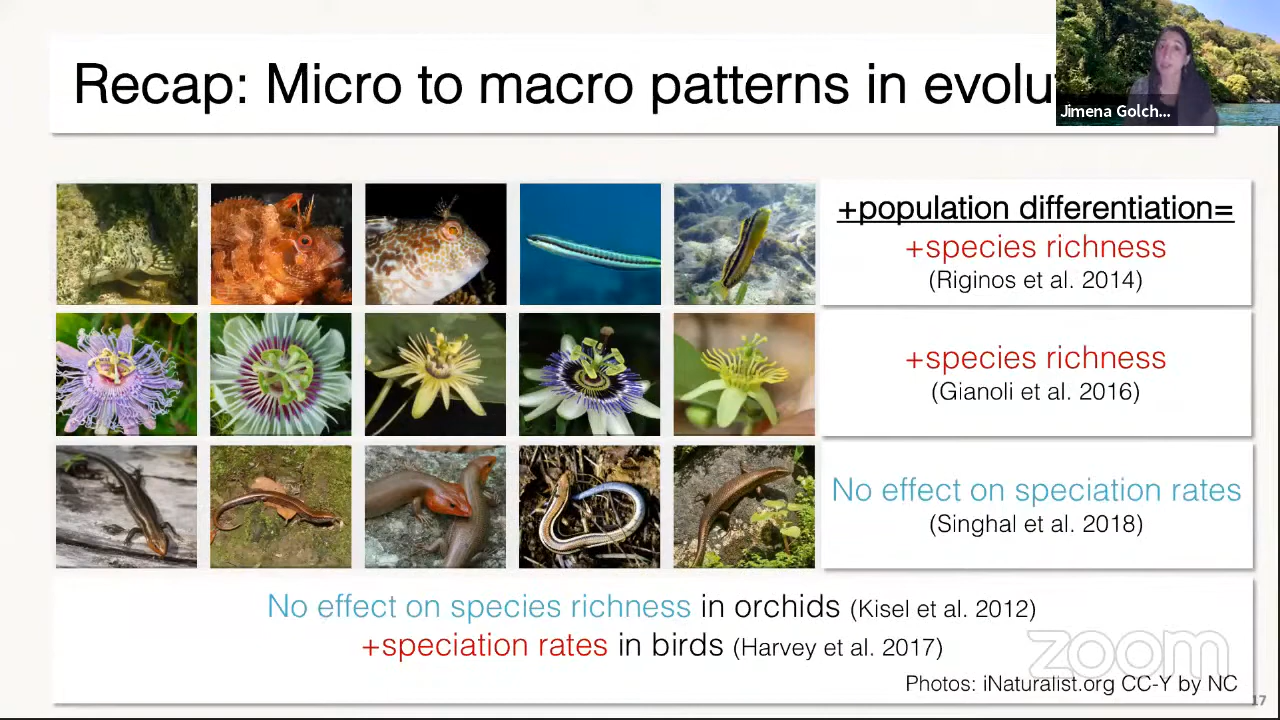 Recap: Micro to macro patterns in evolu
Jimena Golch...
+population differentiation=
+species richness
(Riginos et al. 2014)
+species richness
(Gianoli et al. 2016)
No effect on speciation rates
(Singhal et al. 2018)
No effect on species richness in orchids (Kisel et al. 2012)
+speciation rates in birds (Harvey et al. 2017)
zoom
Photos: iNaturalist.org CC-Y by NC
17